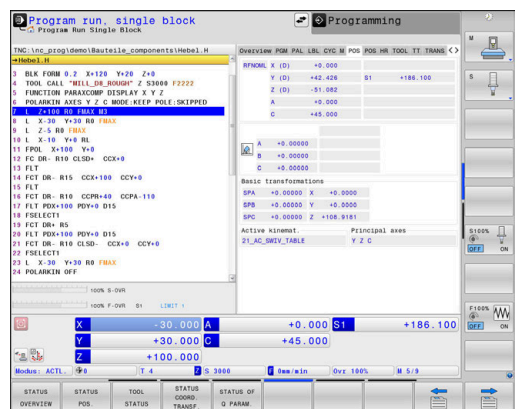 Program run, single block
Program Run Single Block
Programming
TNC:\nc_prog\demo\Bauteile_components\Hebel.H
→Hebel.H
3 BLK FORM 0.2 X+120 Y+20 Z+0
4 TOOL CALL "MILL_D8_ROUGH" Z S3000 F2222
5 FUNCTION PARAXCOMP DISPLAY X Y Z
6 POLARKIN AXES Y Z C MODE:KEEP POLE:SKIPPED
7 L Z+100 R0 FMAX M3
8 L X-30 Y+30 R0 FMAX
9 L Z-5 R0 FMAX
10 L X-10 Y+0 RL
11 FPOL X+100 Y+0
12 FC DR- R10 CLSD+ CCX+0
13 FLT
14 FCT DR- R15 CCX+100 CCY+0
15 FLT
16 FCT DR- R10 CCPR+40 CCPA-110
17 FLT PDX+100 PDY+0 D15
18 FSELECT1
19 FCT DR+ R5
20 FLT PDX+100 PDY+0 D15
21 FCT DR- R10 CLSD- CCX+0 CCY+0
22 FSELECT1
23 L X-30 Y+30 R0 FMAX
24 POLARKIN OFF
100% S-OVR
100% F-OVR S1 LIMIT 1
Overview PGM PAL LBL CYC M POS POS HR TOOL TT TRANS
RFNOML X (D) +0.000
Y (D) +42.426 S1 +186.100
Z (D) -51.082
A +0.000
C +45.000
A +0.00000
B +0.00000
C +0.00000
Basic transformations
SPA +0.00000 X +0.0000
SPB +0.00000 Y +0.0000
SPC +0.00000 Z +108.9181
Active kinemat. Principal axes
21_AC_SWIV_TABLE Y Z C
X -30.000 A +0.000 S1 +186.100
Y +30.000 C +45.000
Z +100.000
Modus: ACTL. 0 T 4 Z S 3000 F 0mm/min Ovr 100% M 5/9
STATUS OVERVIEW
STATUS POS.
TOOL STATUS
STATUS COORD. TRANSF.
STATUS OF Q PARAM.
M
S
S100%
OFF ON
F100%
OFF ON